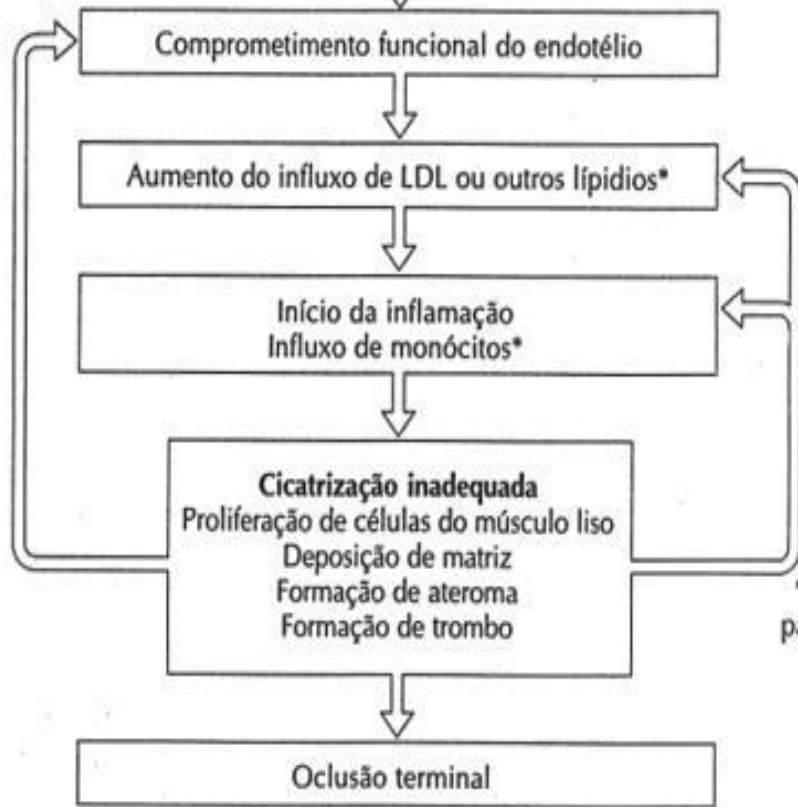 Comprometimento funcional do endotélio
Aumento do influxo de LDL ou outros lípidios*
Início da inflamação
Influxo de monócitos*
Cicatrização inadequada
Proliferação de células do músculo liso
Deposição de matriz
Formação de ateroma
Formação de trombo
Oclusão terminal